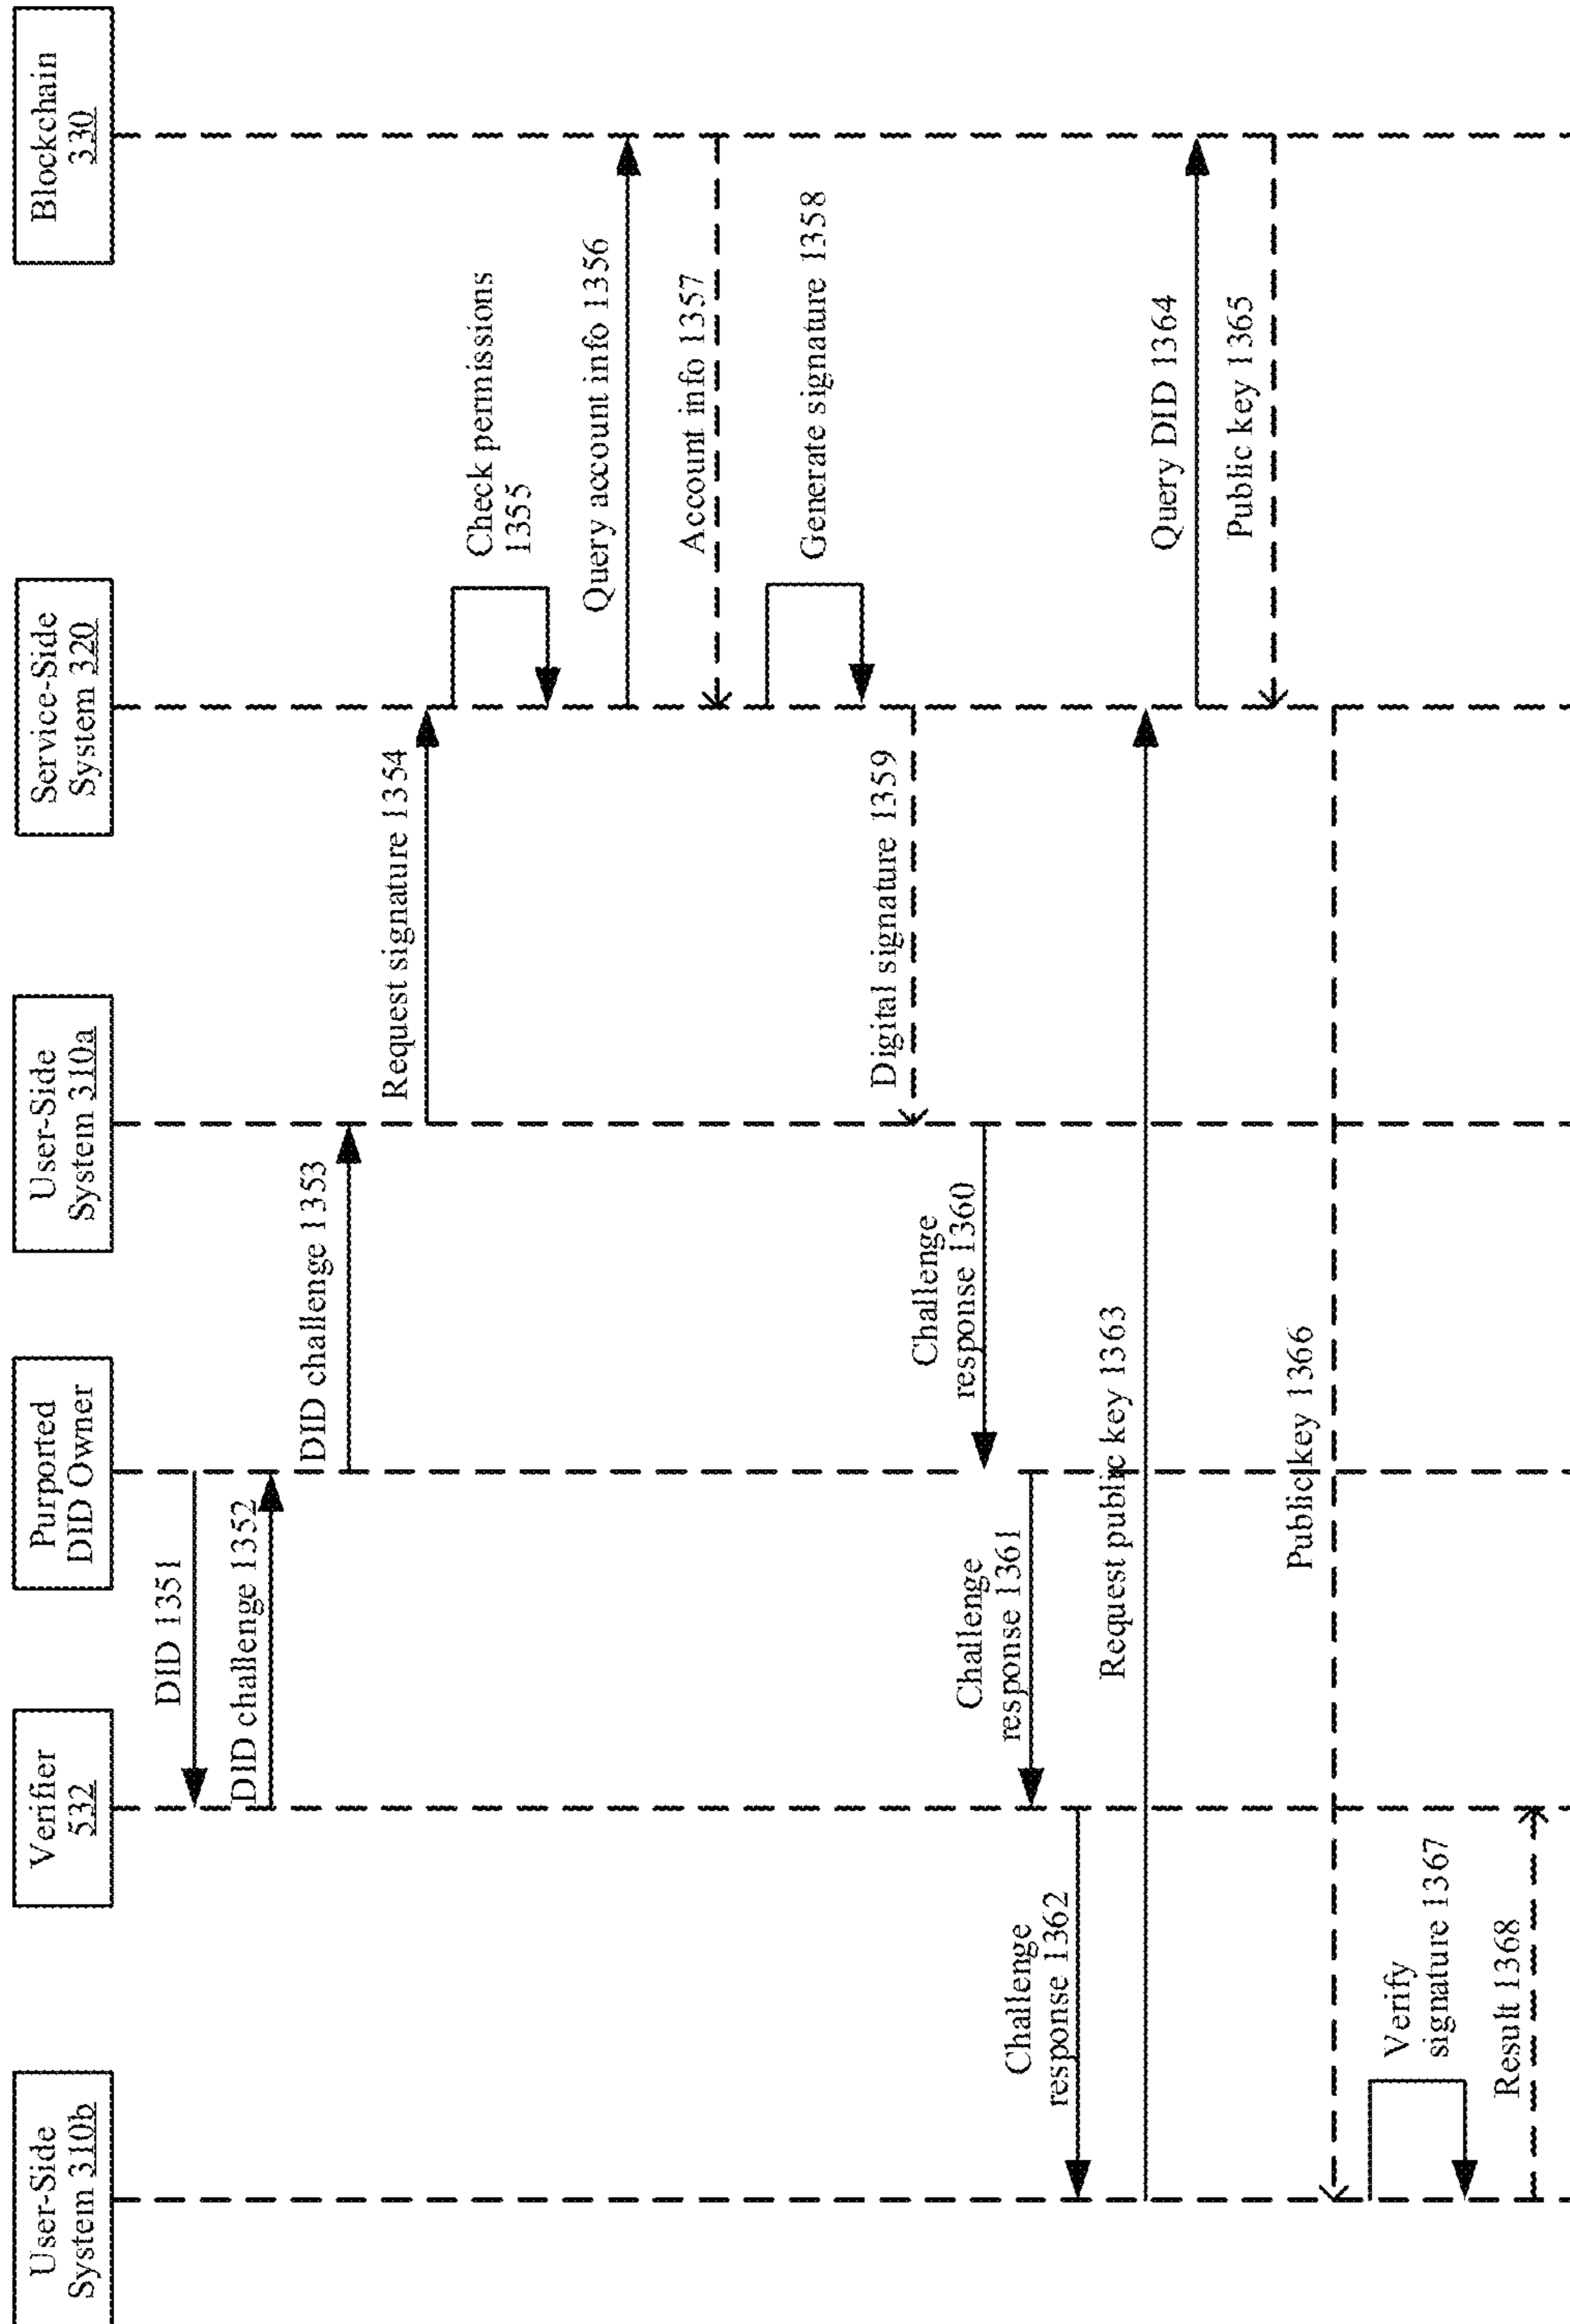 User-Side
System 310b
Verifier
532
Purported
DID Owner
User-Side
System 310a
Service-Side
System 320
Blockchain
330
DID 1351
DID challenge 1352
DID challenge 1353
Request signature 1354
Check permissions
1355
Query account info 1356
Account info 1357
Generate signature 1358
Digital signature 1359
Challenge
response 1360
Challenge
response 1361
Challenge
response 1362
Request public key 1363
Query DID 1364
Public key 1365
Public key 1366
Verify
signature 1367
Result 1368